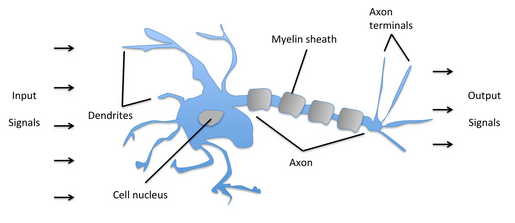 Axon
terminals
Myelin sheath
Input
Signals
Dendrites
Output
Signals
Axon
Cell nucleus